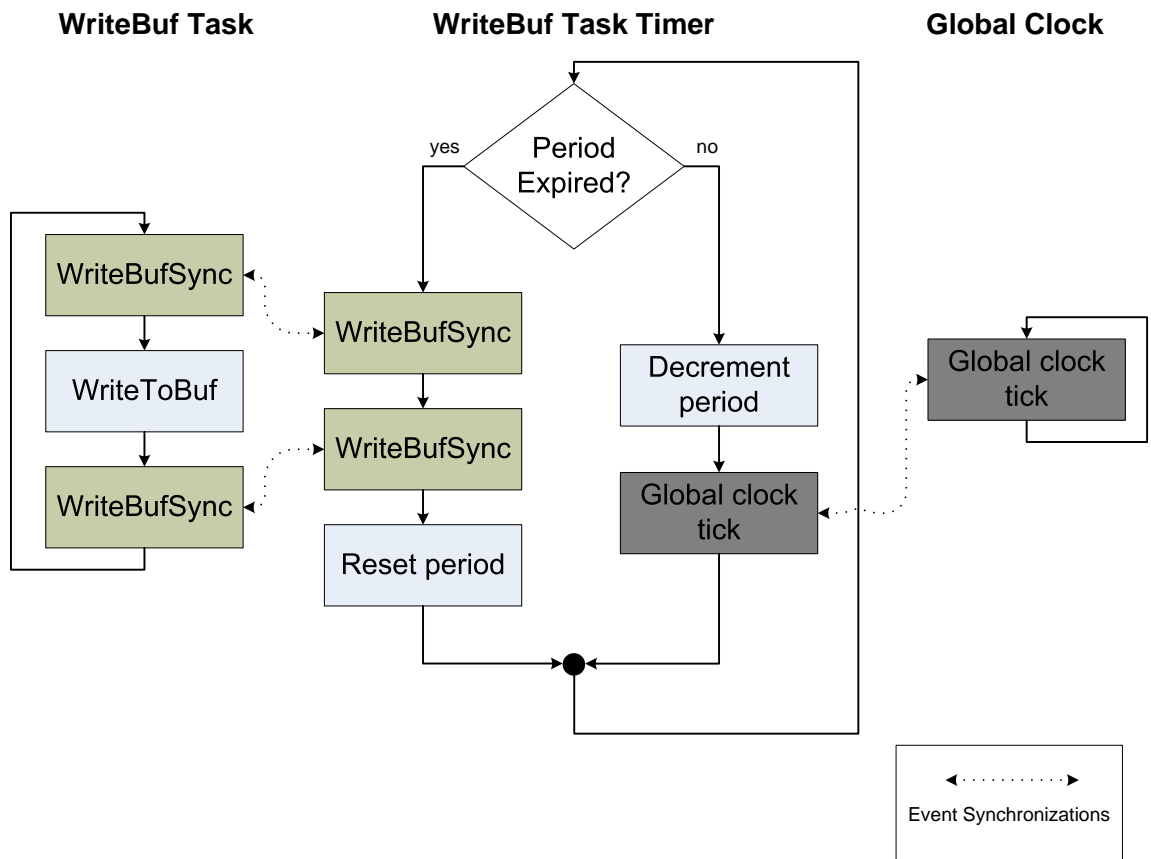 WriteBuf Task
WriteBuf Task Timer
Global Clock
Period
Expired?
yes
no
WriteBufSync
WriteToBuf
WriteBufSync
WriteBufSync
WriteBufSync
Reset period
Decrement
period
Global clock
tick
Global clock
tick
Event Synchronizations